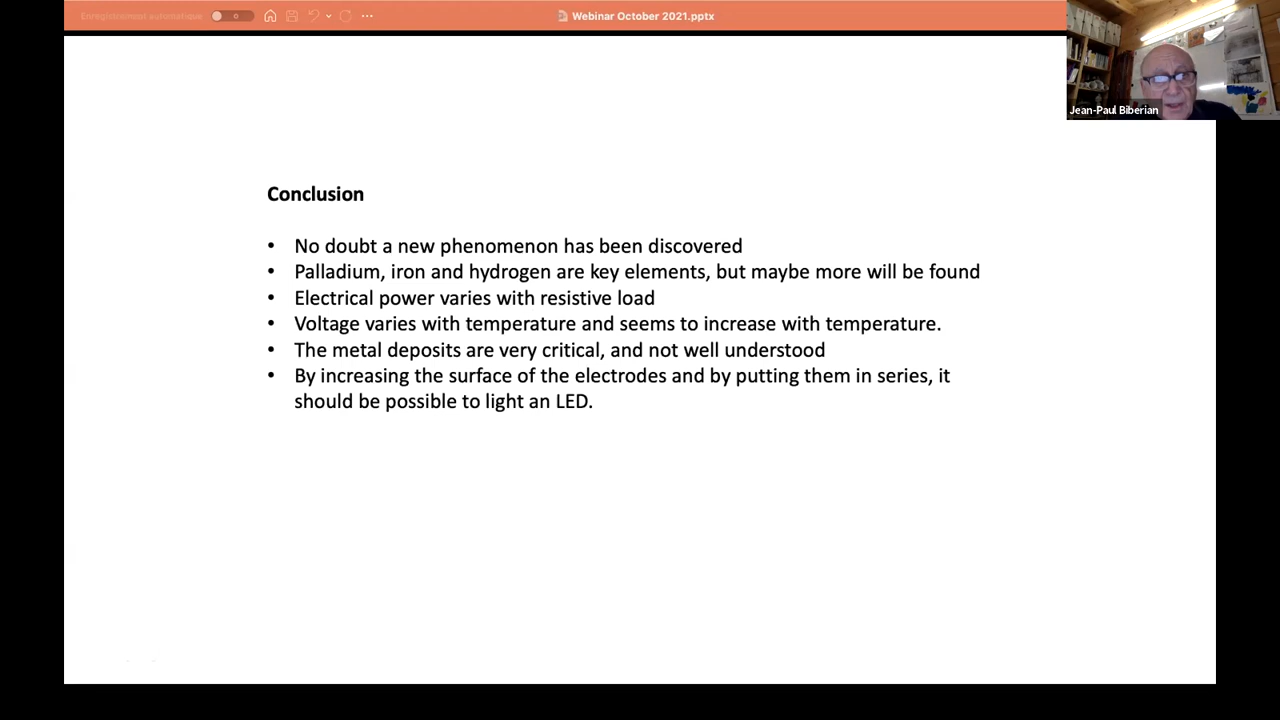 Enregistrement automatique
Webinar October 2021.pptx
Jean-Paul Biberian
Conclusion
• No doubt a new phenomenon has been discovered
• Palladium, iron and hydrogen are key elements, but maybe more will be found
• Electrical power varies with resistive load
• Voltage varies with temperature and seems to increase with temperature.
• The metal deposits are very critical, and not well understood
• By increasing the surface of the electrodes and by putting them in series, it
should be possible to light an LED.